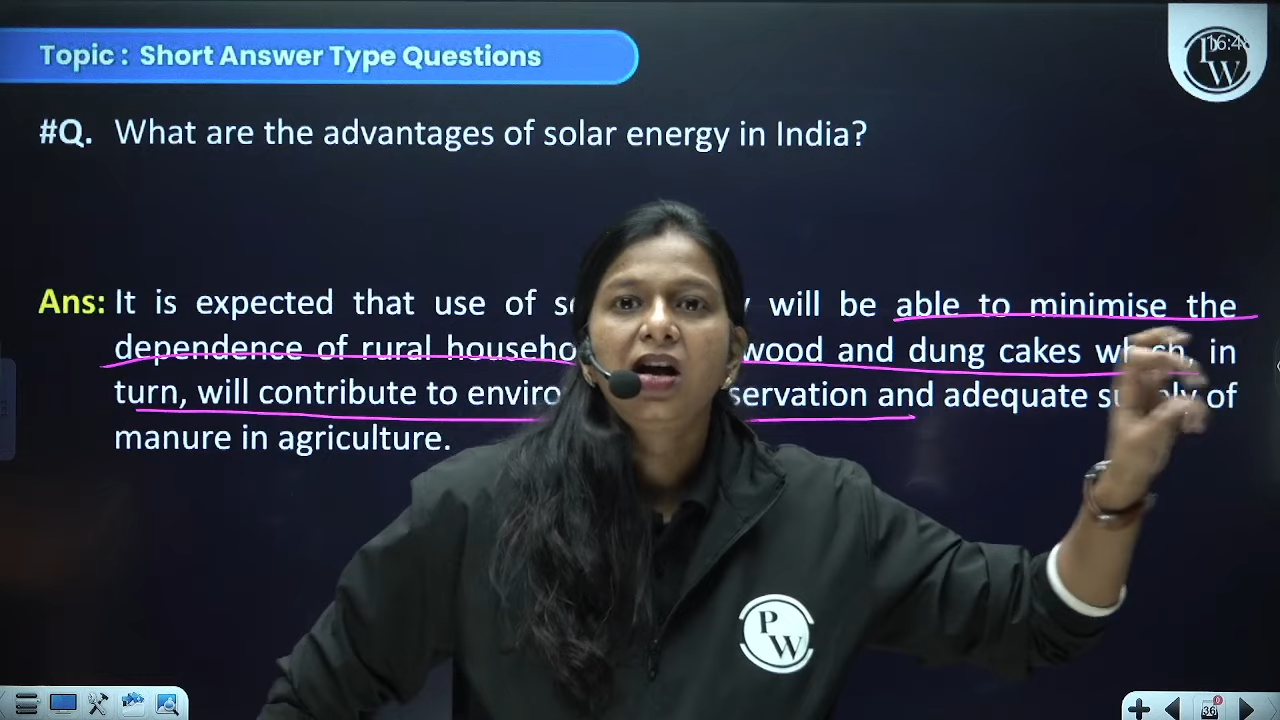 Topic : Short Answer Type Questions
16:4
PW
#Q. What are the advantages of solar energy in India?
Ans: It is expected that use of will be able to minimise the
dependence of rural wood and dung cakes in
turn, will contribute to and adequate of
manure in agriculture.
PW
36